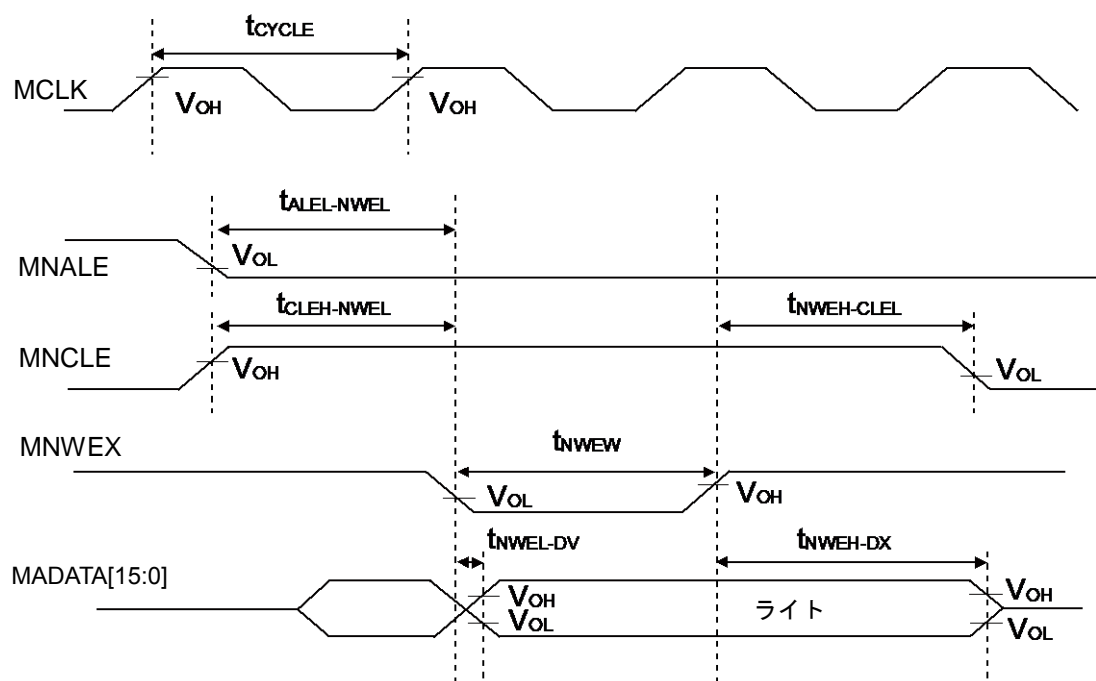 tCYCLE
MCLK
VOH VOH
tALEL-NWEL
MNALE
VOL
tCLEH-NWEL tNWEH-CLEL
MNCLE
VOH VOL
MNWEX
tNWEW
VOL VOH
tNWEL-DV tNWEH-DX
MADATA[15:0]
VOH ライト VOH
VOL VOL